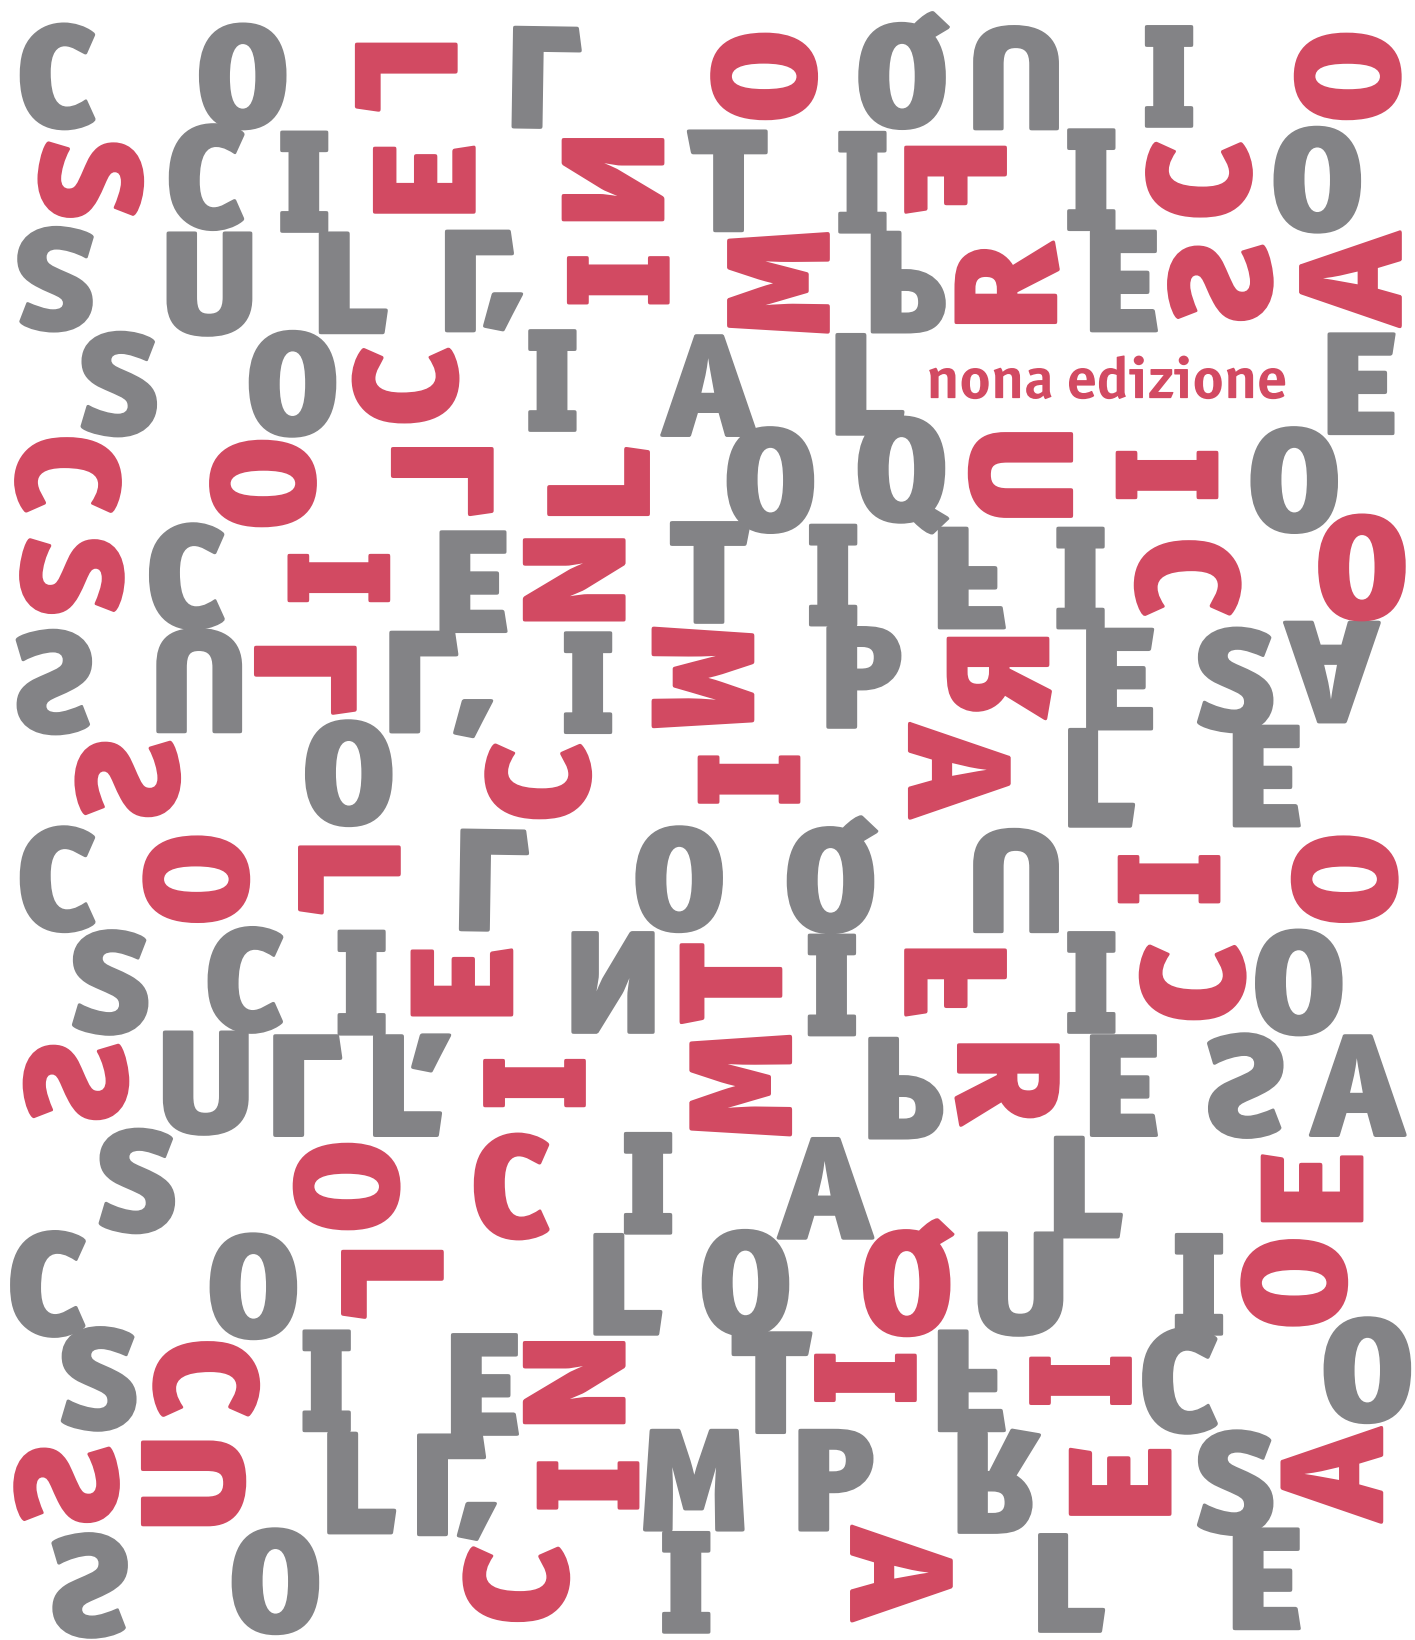 COLLOQUIO
SCIENTIFICO
SULL'IMPRESA
SOCIALE
nona edizione
COLLOQUIO
SCIENTIFICO
SULL'IMPRESA
SOCIALE
COLLOQUIO
SCIENTIFICO
SULL'IMPRESA
SOCIALE
COLLOQUIO
SCIENTIFICO
SULL'IMPRESA
SOCIALE